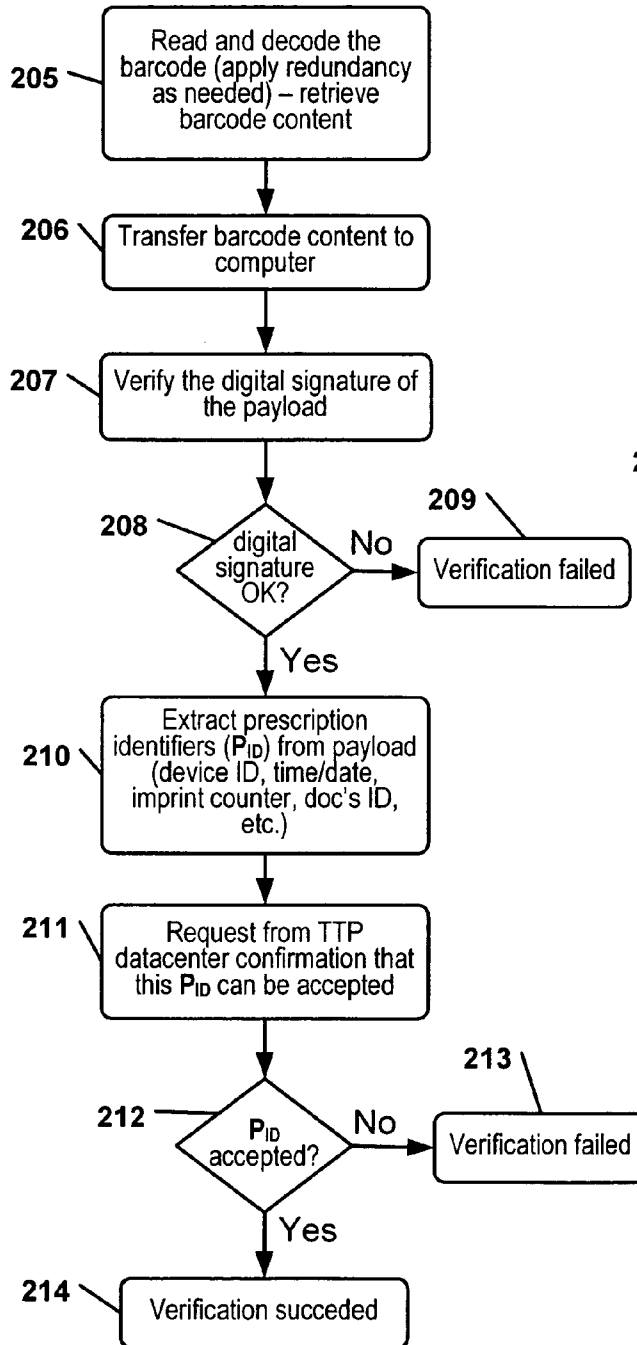 205
Read and decode the
barcode (apply redundancy
as needed) – retrieve
barcode content
206
Transfer barcode content to
computer
207
Verify the digital signature of
the payload
2
208
digital
signature
OK?
No
209
Verification failed
Yes
210
Extract prescription
identifiers (PID) from payload
(device ID, time/date,
imprint counter, doc's ID,
etc.)
211
Request from TTP
datacenter confirmation that
this PID can be accepted
212
PID
accepted?
No
213
Verification failed
Yes
214
Verification succeded